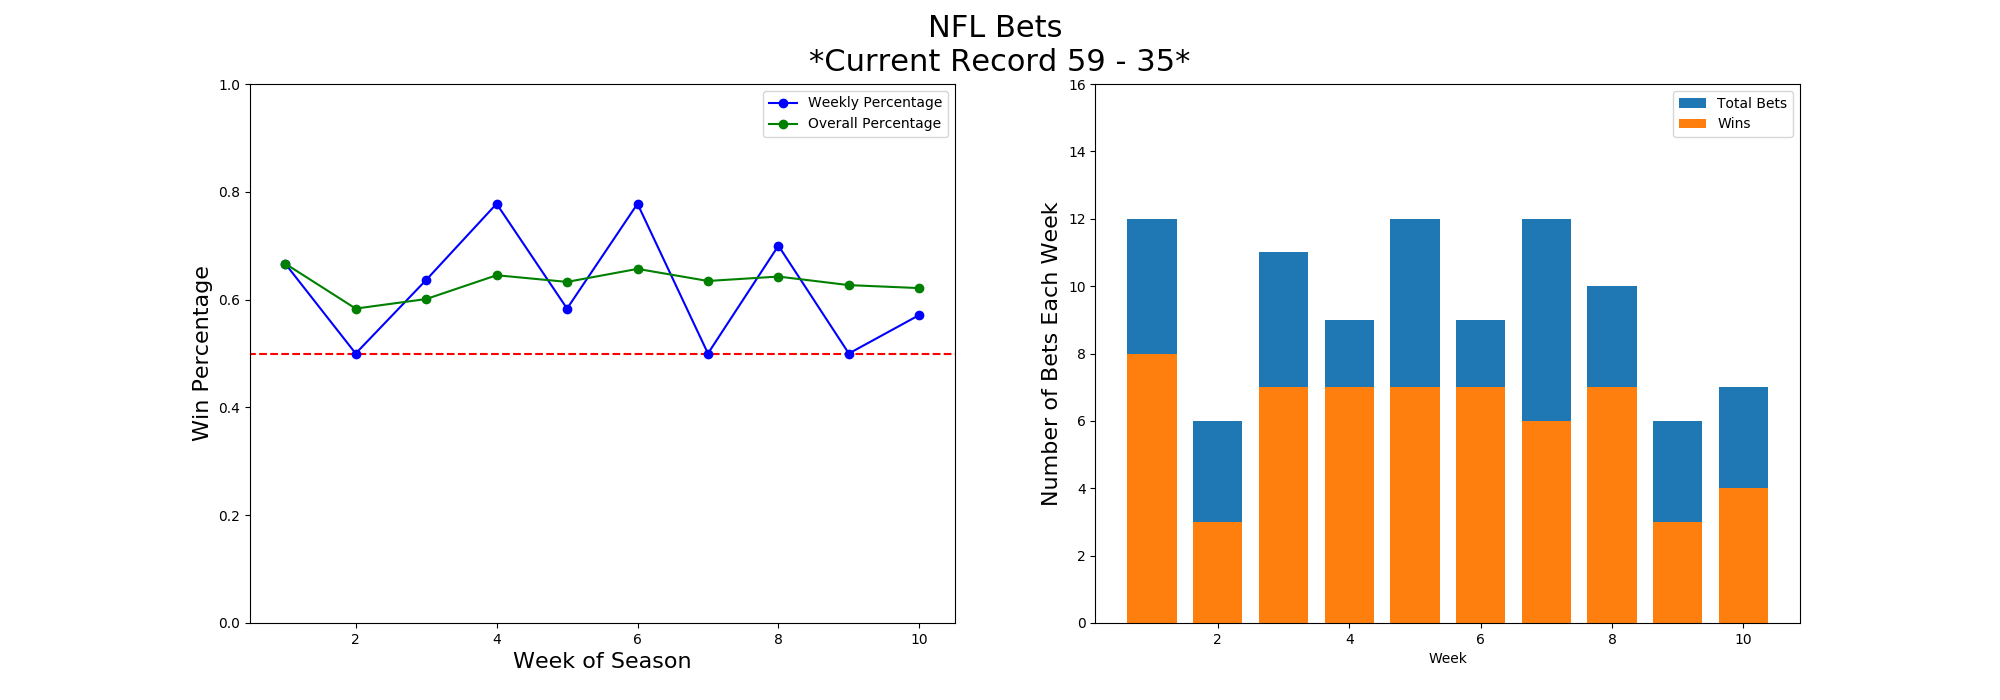 NFL Bets
*Current Record 59 - 35*
1.0
0.8
0.6
0.4
0.2
0.0
Win Percentage
2 4 6 8 10
Week of Season
Weekly Percentage
Overall Percentage
16
14
12
10
8
6
4
2
0
Number of Bets Each Week
2 4 6 8 10
Week
Total Bets
Wins